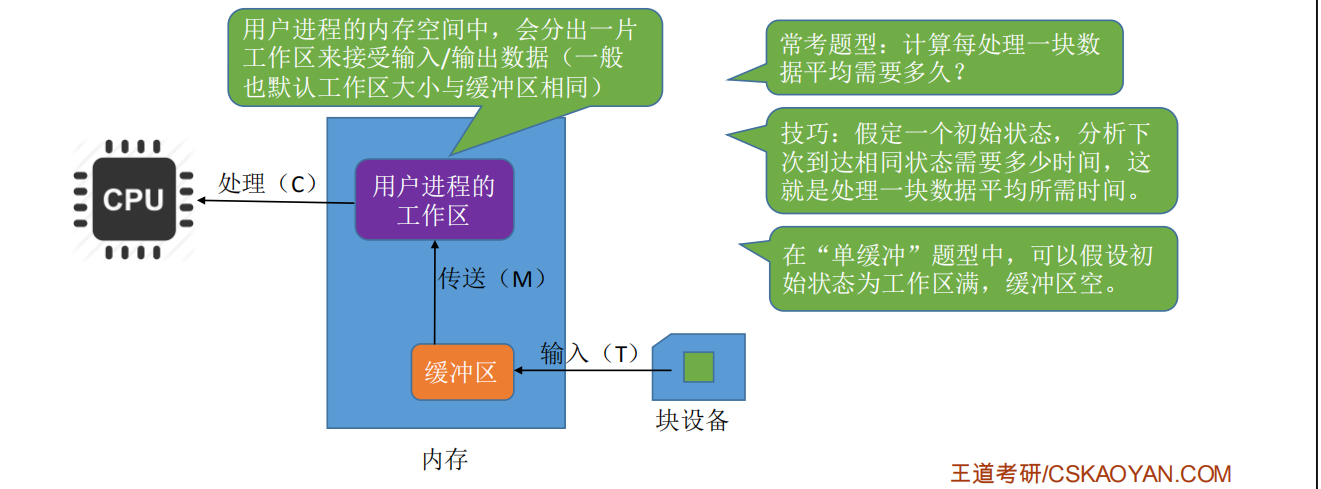 用户进程的内存空间中，会分出一片
工作区来接受输入/输出数据（一般
也默认工作区大小与缓冲区相同）
常考题型：计算每处理一块数
据平均需要多久？
技巧：假定一个初始状态，分析下
次到达相同状态需要多少时间，这
就是处理一块数据平均所需时间。
在“单缓冲”题型中，可以假设初
始状态为工作区满，缓冲区空。
CPU
处理（C）
用户进程的
工作区
传送（M）
缓冲区
输入（T）
块设备
内存
王道考研/CSKAOYAN.COM